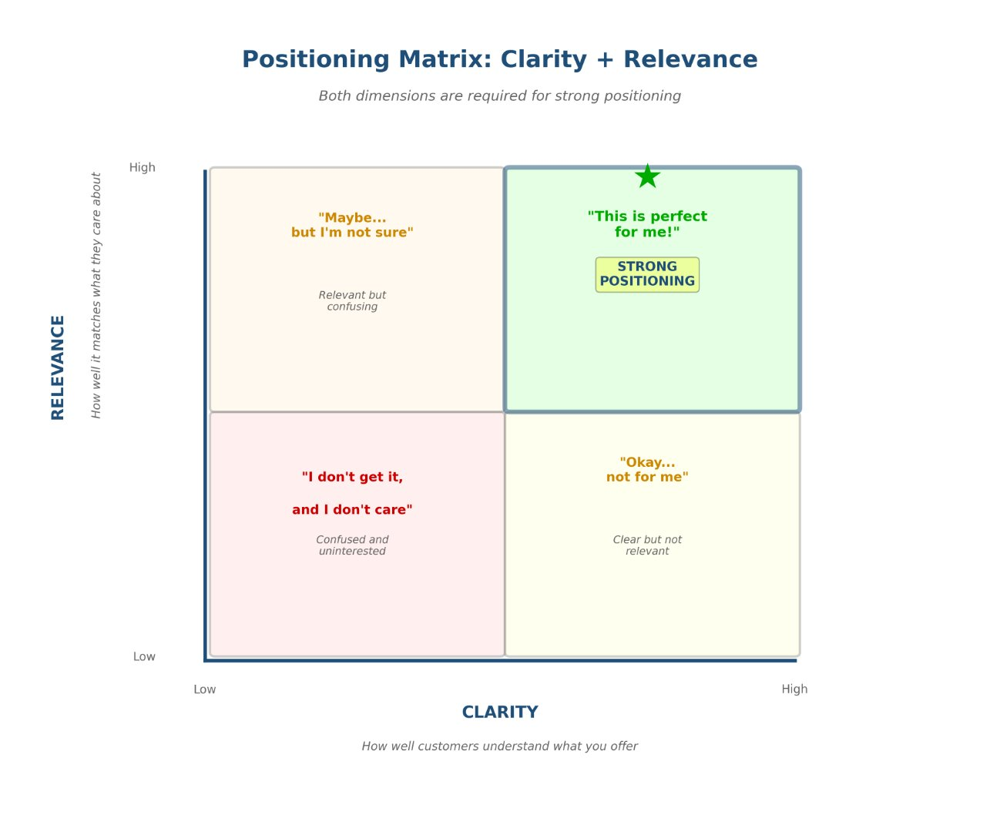 Positioning Matrix: Clarity + Relevance
Both dimensions are required for strong positioning
High
RELEVANCE
How well it matches what they care about
"Maybe...
but I'm not sure"
Relevant but
confusing
"This is perfect
for me!"
STRONG
POSITIONING
"I don't get it,
and I don't care"
Confused and
uninterested
"Okay...
not for me"
Clear but not
relevant
Low
Low
High
CLARITY
How well customers understand what you offer